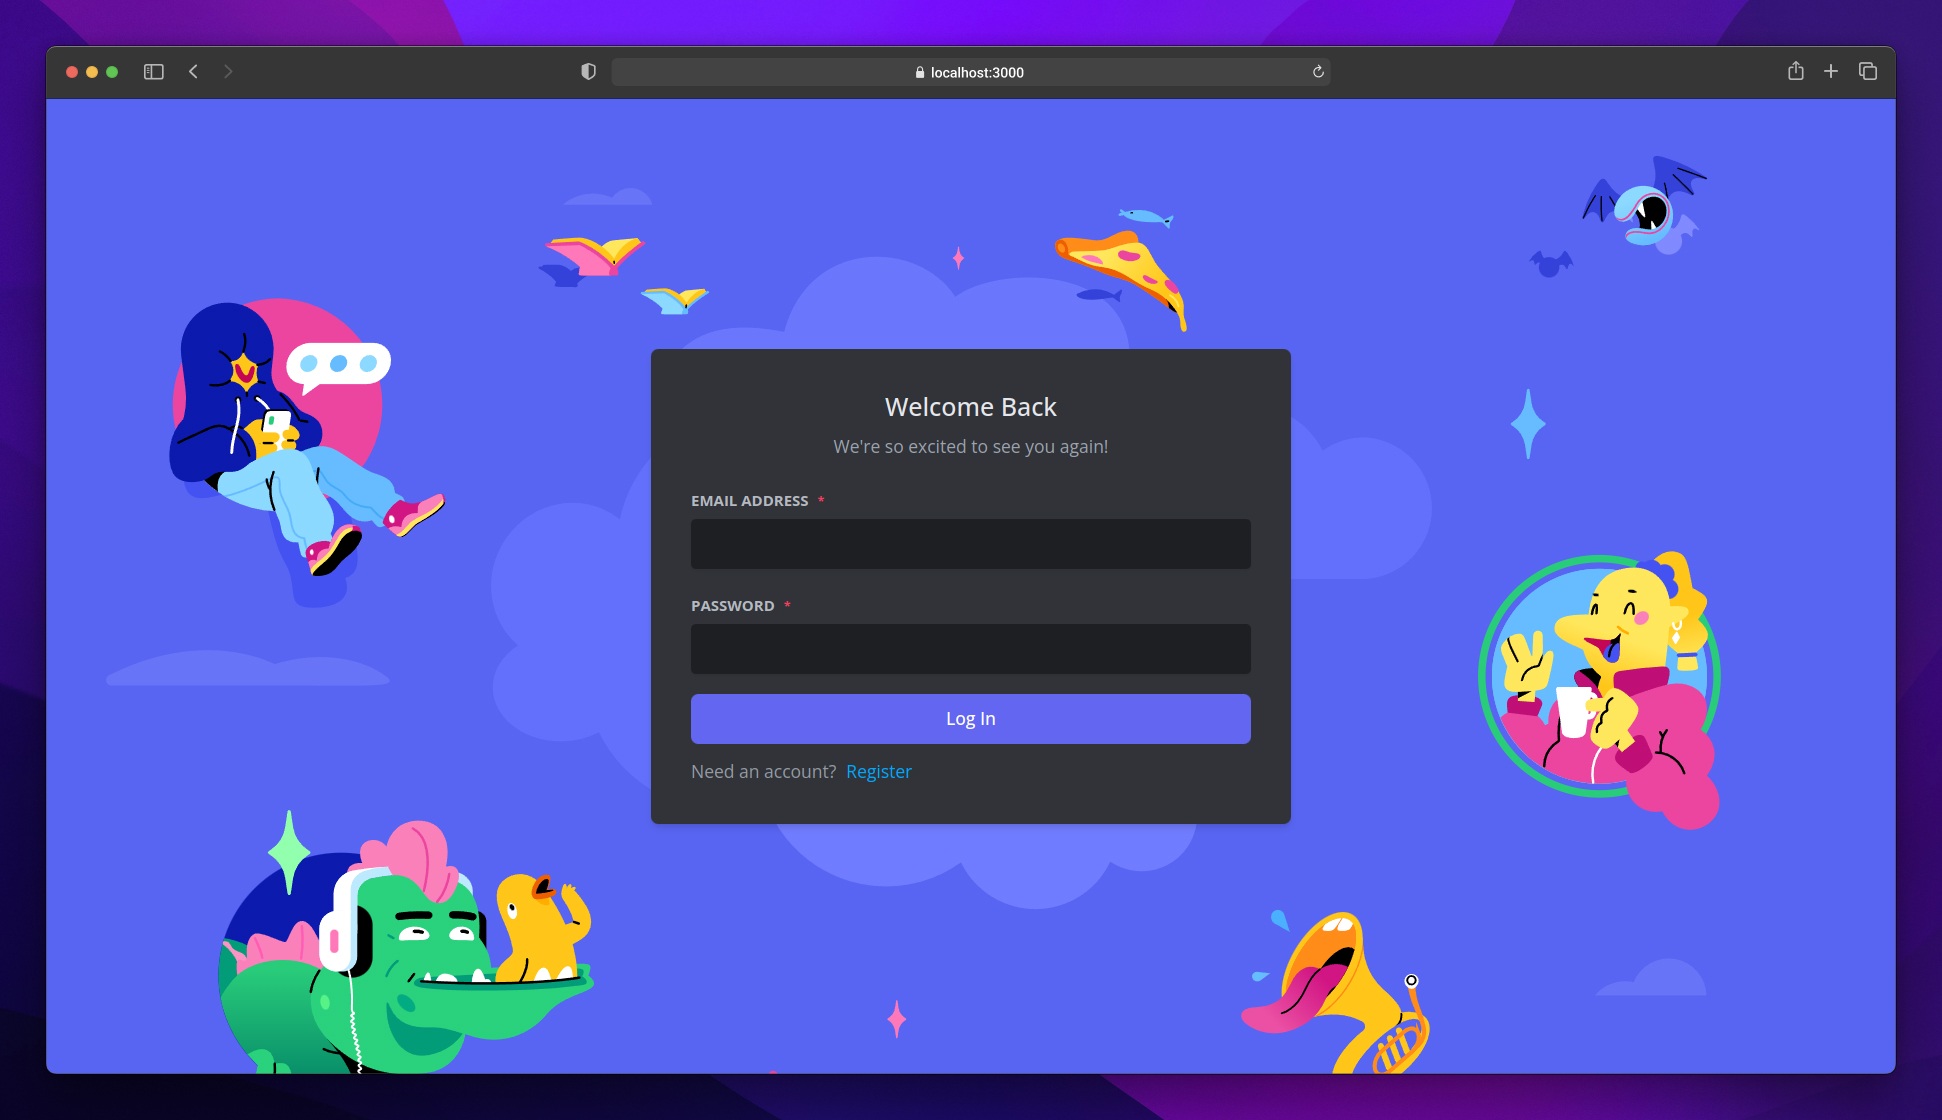 localhost:3000
Welcome Back
We're so excited to see you again!
EMAIL ADDRESS *
PASSWORD *
Log In
Need an account? Register